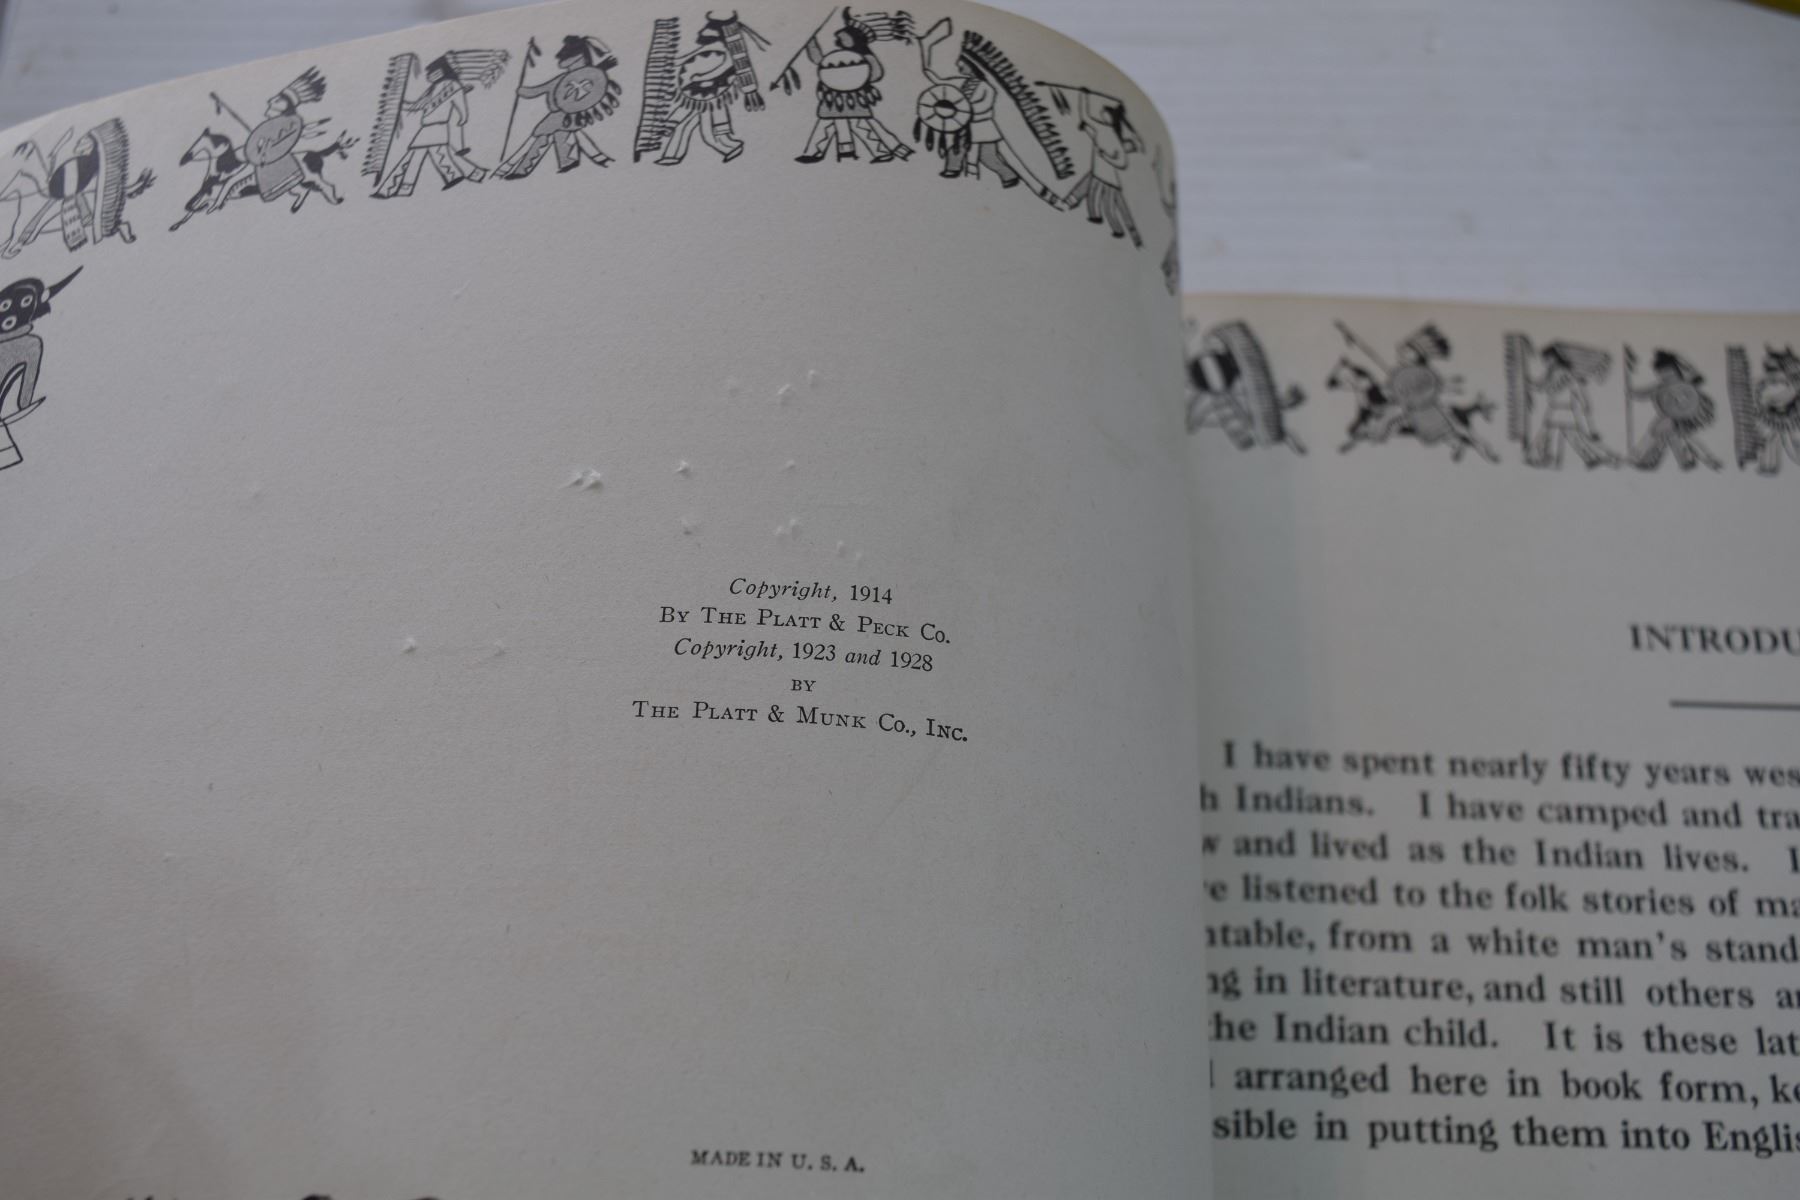 Copyright, 1914
By The Platt & Peck Co.
Copyright, 1923 and 1928
BY
The Platt & Munk Co., Inc.
MADE IN U. S. A.
INTRODU
I have spent nearly fifty years wes
h Indians. I have camped and tra
w and lived as the Indian lives. I
e listened to the folk stories of ma
ntable, from a white man's stand
ng in literature, and still others a
he Indian child. It is these lat
arranged here in book form, ke
sible in putting them into Englis